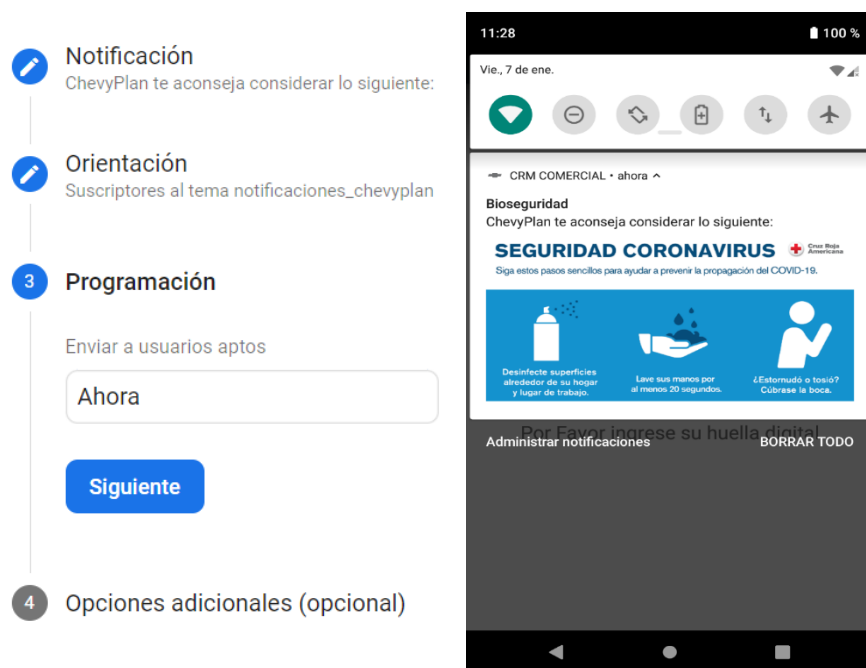 Notificación
ChevyPlan te aconseja considerar lo siguiente:
Orientación
Suscriptores al tema notificaciones_chevyplan
3 Programación
Enviar a usuarios aptos
Ahora
Siguiente
4 Opciones adicionales (opcional)
11:28 100 %
Vie., 7 de ene.
CRM COMERCIAL • ahora
Bioseguridad
ChevyPlan te aconseja considerar lo siguiente:
SEGURIDAD CORONAVIRUS
Cruz Roja
Americana
Siga estos pasos sencillos para ayudar a prevenir la propagación del COVID-19.
Desinfecte superficies
alrededor de su hogar
y lugar de trabajo.
Lave sus manos por
al menos 20 segundos.
¿Estornudó o tosió?
Cúbrase la boca.
Por Favor ingrese su huella digital
Administrar notificaciones BORRAR TODO